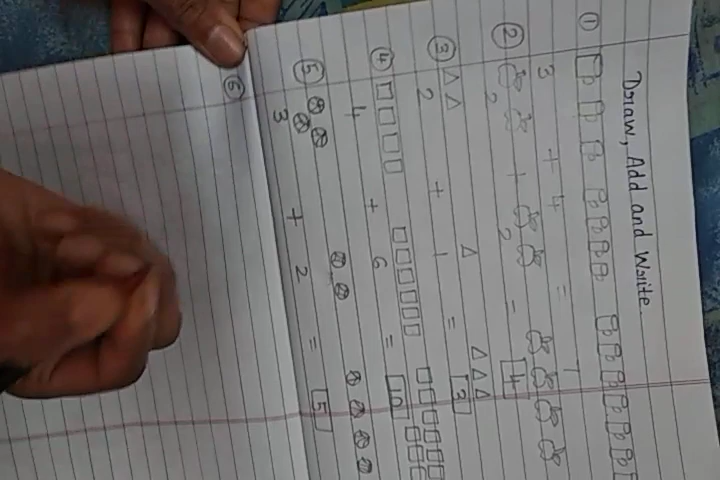 Draw, Add and Write.
①
3 + 4 = 7
②
2 + 2 = 4
③
2 + 1 = 3
④
4 + 6 = 10
⑤
3 + 2 = 5
⑥